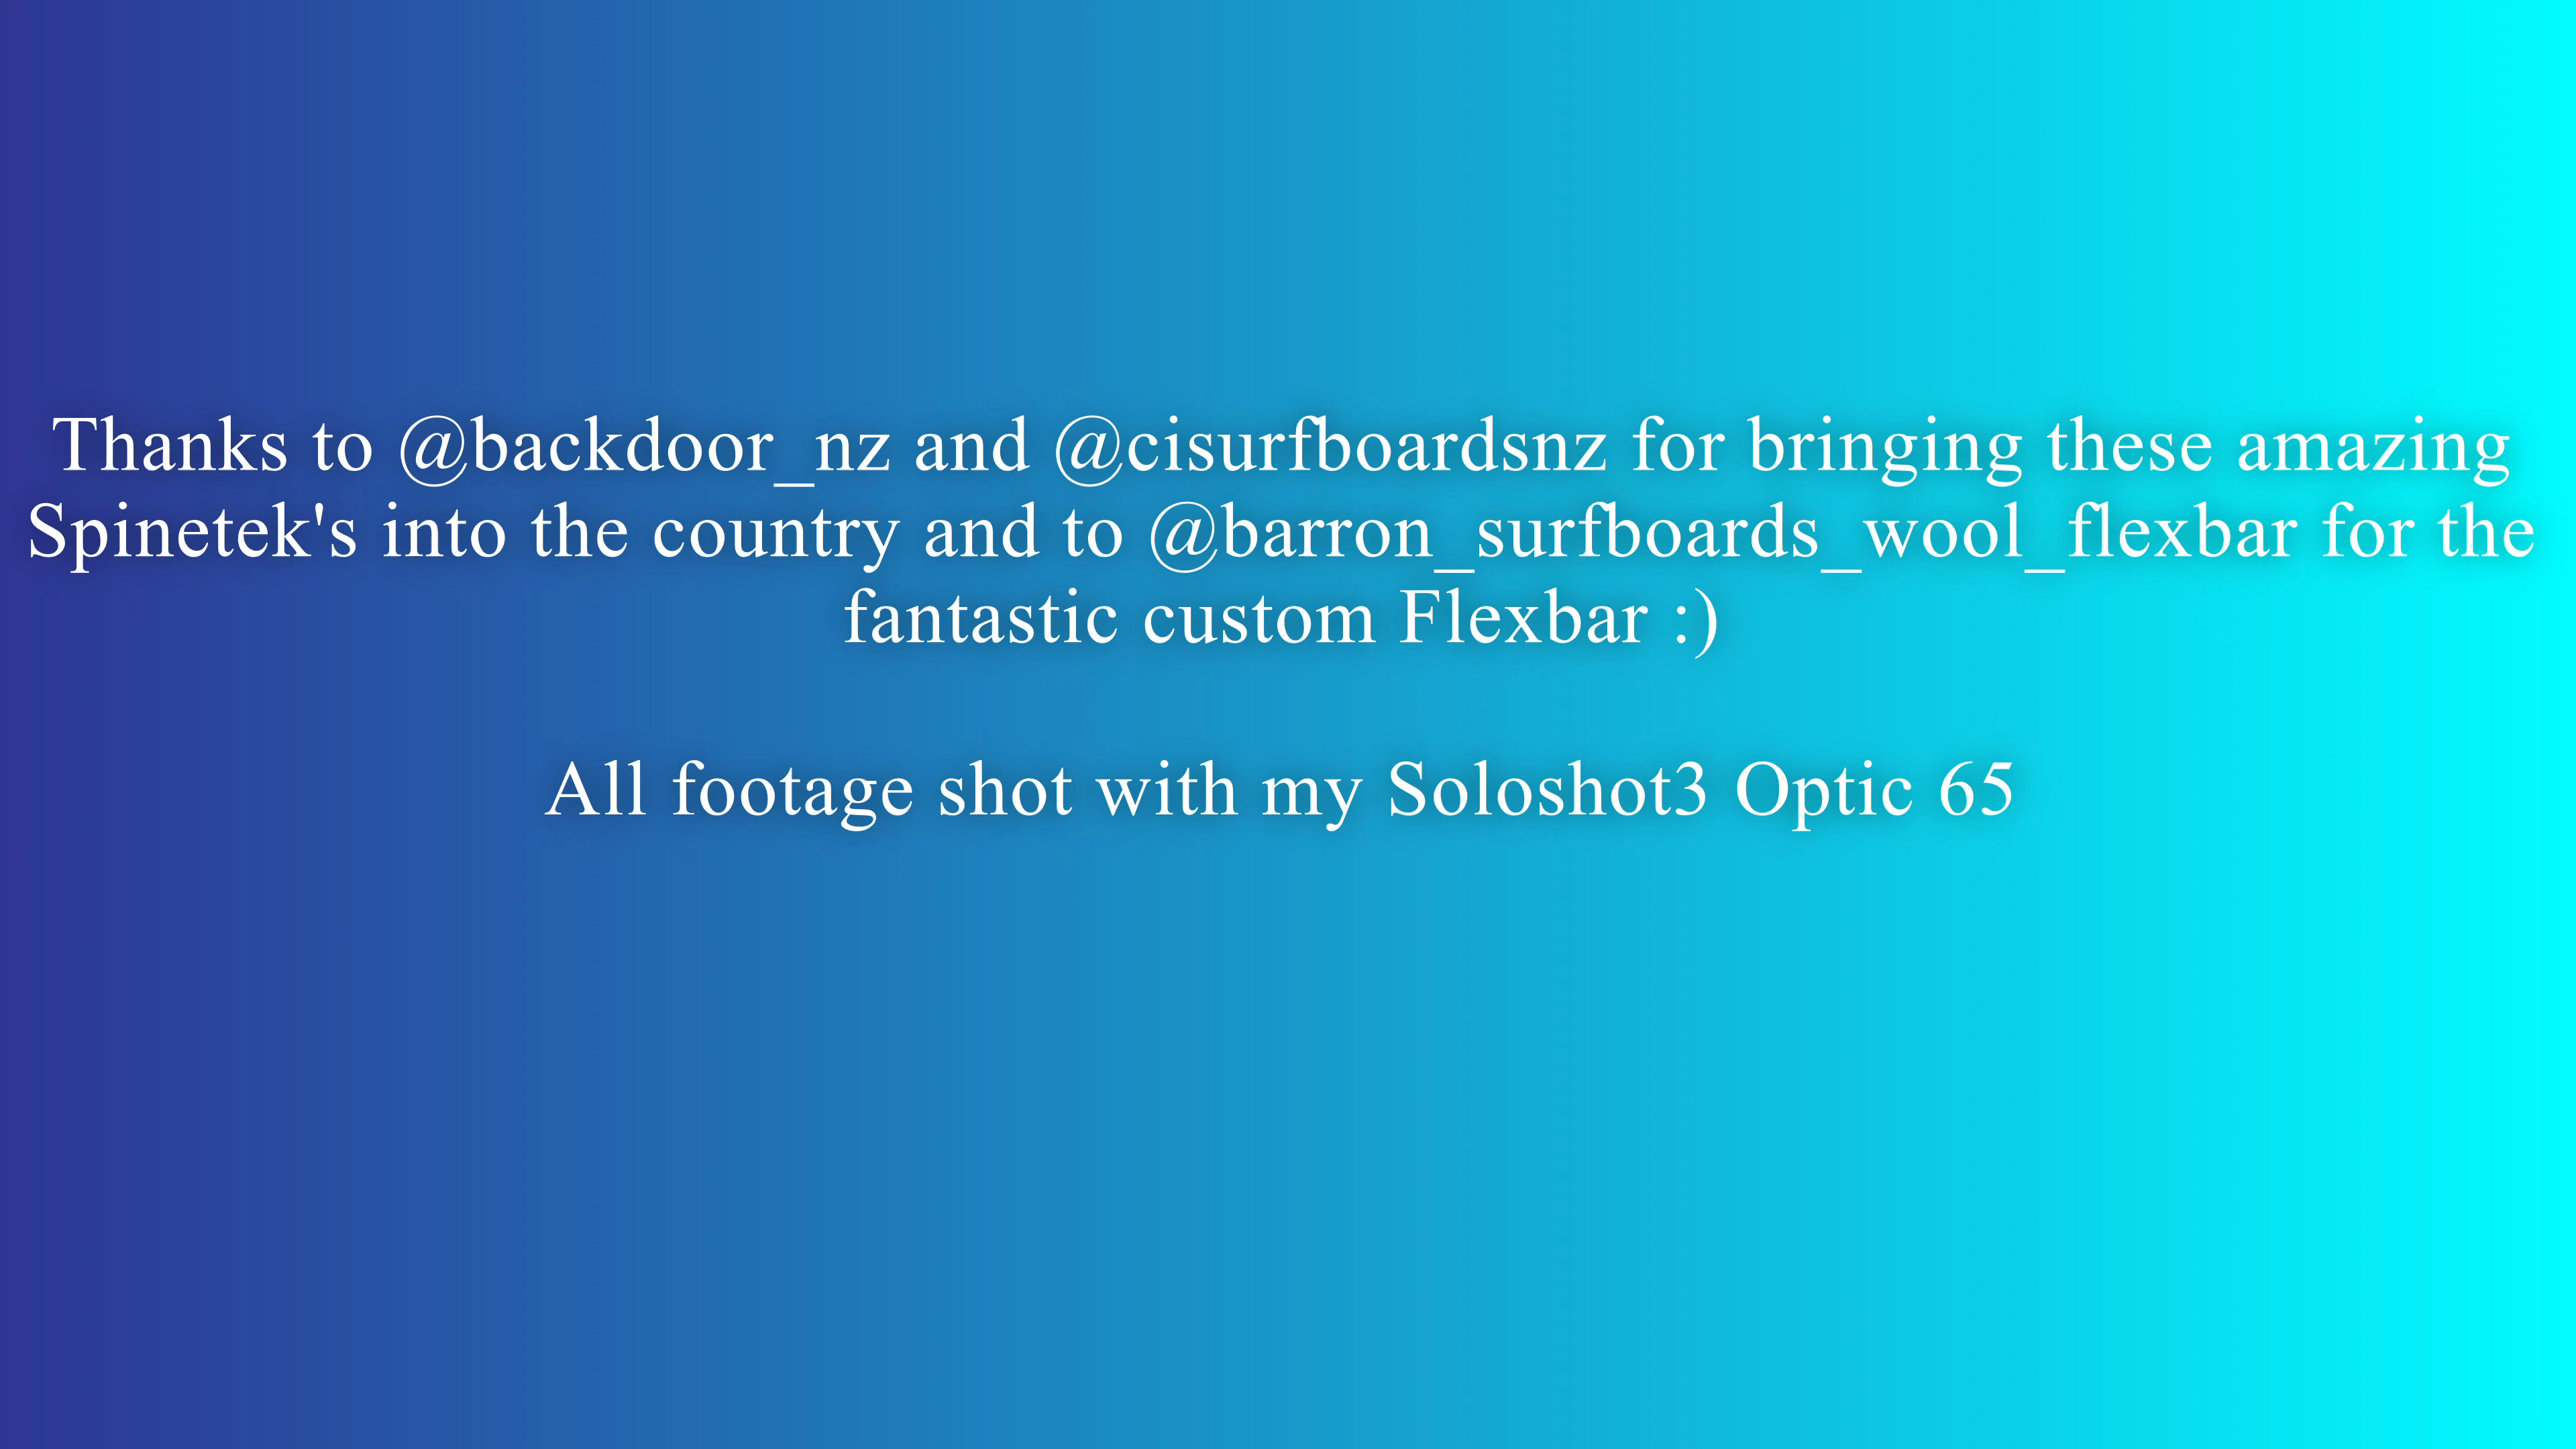 Thanks to @backdoor_nz and @cisurfboardsnz for bringing these amazing
Spinetek's into the country and to @barron_surfboards_wool_flexbar for the
fantastic custom Flexbar :)
All footage shot with my Soloshot3 Optic 65